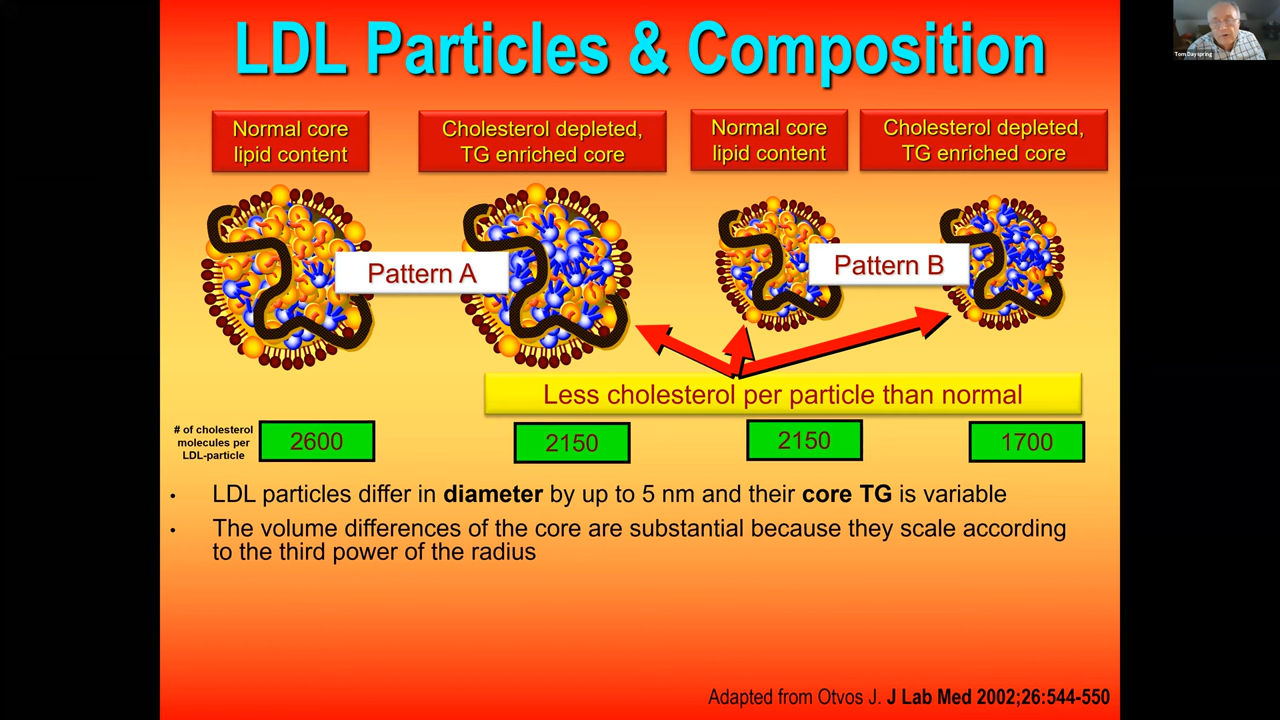 LDL Particles & Composition
Tom Dayspring
Normal core
lipid content
Cholesterol depleted,
TG enriched core
Normal core
lipid content
Cholesterol depleted,
TG enriched core
Pattern A
Pattern B
Less cholesterol per particle than normal
# of cholesterol
molecules per
LDL-particle
2600
2150
2150
1700
• LDL particles differ in diameter by up to 5 nm and their core TG is variable
• The volume differences of the core are substantial because they scale according
to the third power of the radius
Adapted from Otvos J. J Lab Med 2002;26:544-550